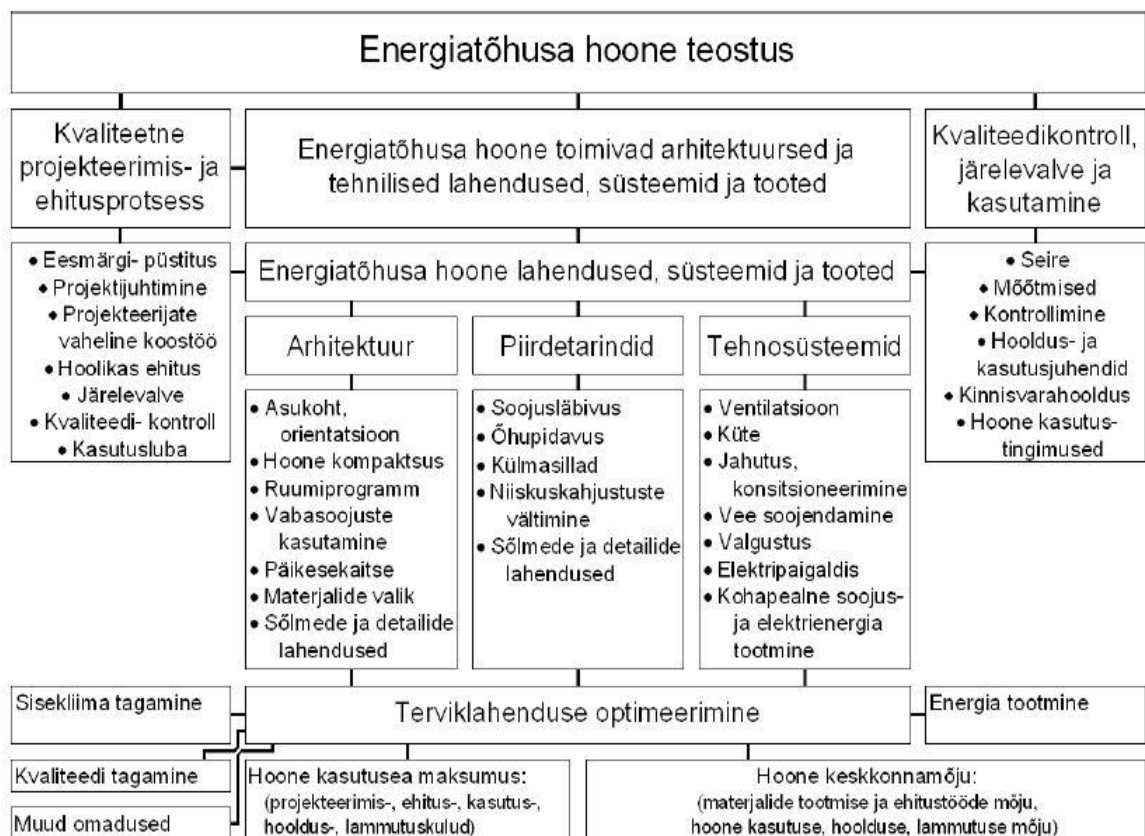 Energiatõhusa hoone teostus
Kvaliteetne
projekteerimis- ja
ehitusprotsess
Energiatõhusa hoone toimivad arhitektuursed ja
tehnilised lahendused, süsteemid ja tooted
Kvaliteedikontroll,
järelevalve ja
kasutamine
• Eesmärgi- püstitus
• Projektijuhtimine
• Projekteerijate
vaheline koostöö
• Hoolikas ehitus
• Järelevalve
• Kvaliteedi- kontroll
• Kasutusluba
Energiatõhusa hoone lahendused, süsteemid ja tooted
• Seire
• Mõõtmised
• Kontrollimine
• Hooldus- ja
kasutusjuhendid
• Kinnisvarahooldus
• Hoone kasutus-
tingimused
Arhitektuur
• Asukoht,
orientatsioon
• Hoone kompaktsus
• Ruumiprogramm
• Vabasoojuste
kasutamine
• Päikesekaitse
• Materjalide valik
• Sõlmede ja detailide
lahendused
Piirdetarindid
• Soojusläbivus
• Õhupidavus
• Külmasillad
• Niiskuskahjustuste
vältimine
• Sõlmede ja detailide
lahendused
Tehnosüsteemid
• Ventilatsioon
• Küte
• Jahutus,
konsitsioneerimine
• Vee soojendamine
• Valgustus
• Elektripaigaldis
• Kohapealne soojus-
ja elektrienergia
tootmine
Sisekliima tagamine
Terviklahenduse optimeerimine
Energia tootmine
Kvaliteedi tagamine
Muud omadused
Hoone kasutusea maksumus:
(projekteerimis-, ehitus-, kasutus-,
hooldus-, lammutuskulud)
Hoone keskkonnamõju:
(materjalide tootmise ja ehitustööde mõju,
hoone kasutuse, hoolduse, lammutuse mõju)